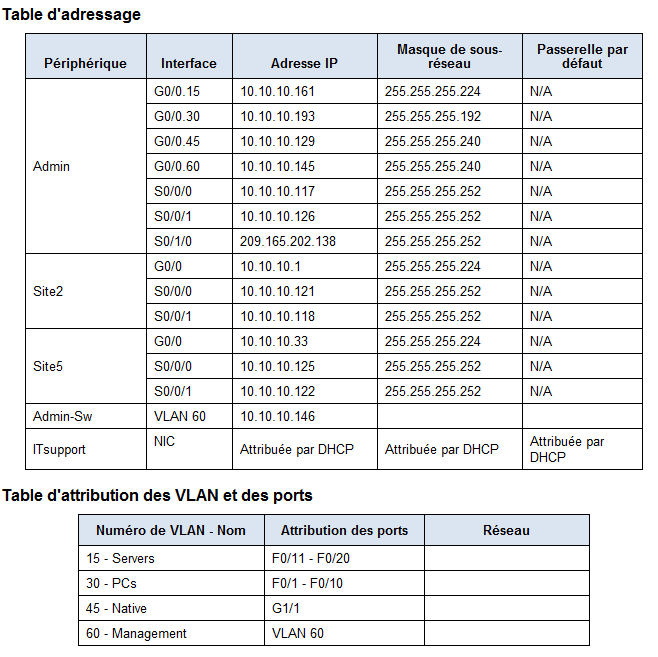 Table d'adressage
Périphérique Interface Adresse IP Masque de sous-réseau Passerelle par défaut
Admin G0/0.15 10.10.10.161 255.255.255.224 N/A
G0/0.30 10.10.10.193 255.255.255.192 N/A
G0/0.45 10.10.10.129 255.255.255.240 N/A
G0/0.60 10.10.10.145 255.255.255.240 N/A
S0/0/0 10.10.10.117 255.255.255.252 N/A
S0/0/1 10.10.10.126 255.255.255.252 N/A
S0/1/0 209.165.202.138 255.255.255.252 N/A
Site2 G0/0 10.10.10.1 255.255.255.224 N/A
S0/0/0 10.10.10.121 255.255.255.252 N/A
S0/0/1 10.10.10.118 255.255.255.252 N/A
Site5 G0/0 10.10.10.33 255.255.255.224 N/A
S0/0/0 10.10.10.125 255.255.255.252 N/A
S0/0/1 10.10.10.122 255.255.255.252 N/A
Admin-Sw VLAN 60 10.10.10.146
ITsupport NIC Attribuée par DHCP Attribuée par DHCP Attribuée par DHCP
Table d'attribution des VLAN et des ports
Numéro de VLAN - Nom Attribution des ports Réseau
15 - Servers F0/11 - F0/20
30 - PCs F0/1 - F0/10
45 - Native G1/1
60 - Management VLAN 60